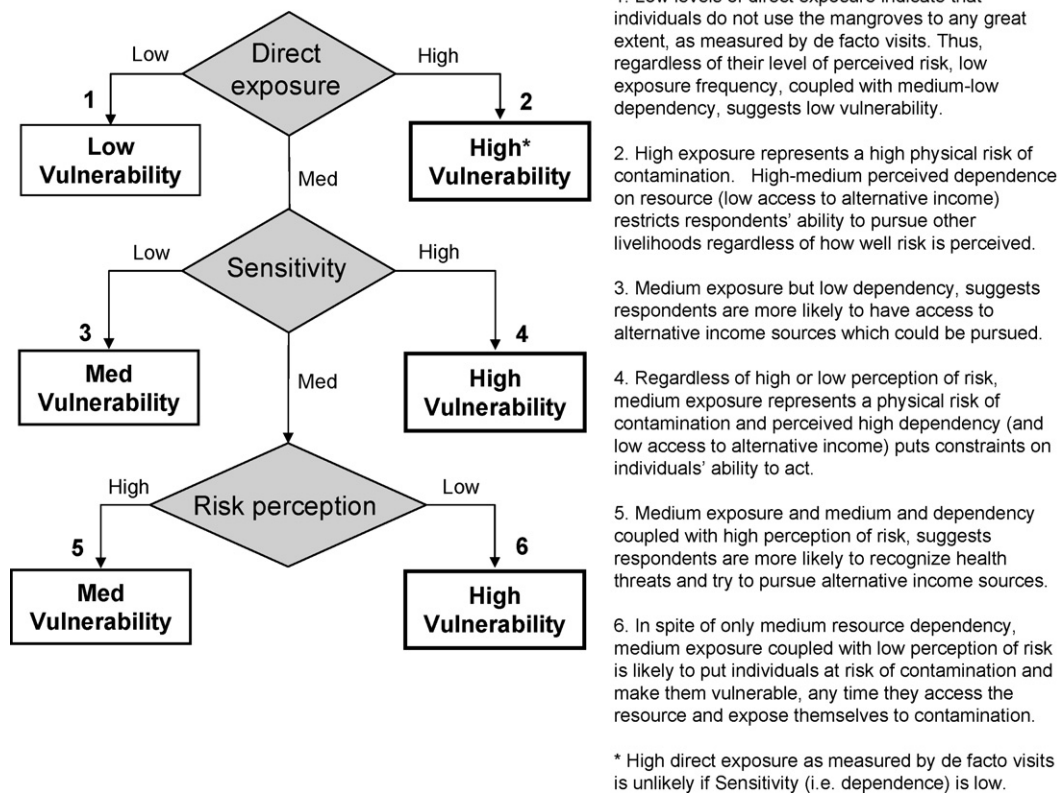 Direct
exposure
Low
High
1
2
Low
Vulnerability
High*
Vulnerability
Med
Sensitivity
Low
High
3
4
Med
Vulnerability
High
Vulnerability
Med
Risk perception
High
Low
5
6
Med
Vulnerability
High
Vulnerability
1. Low levels of direct exposure indicate that
individuals do not use the mangroves to any great
extent, as measured by de facto visits. Thus,
regardless of their level of perceived risk, low
exposure frequency, coupled with medium-low
dependency, suggests low vulnerability.
2. High exposure represents a high physical risk of
contamination. High-medium perceived dependence
on resource (low access to alternative income)
restricts respondents' ability to pursue other
livelihoods regardless of how well risk is perceived.
3. Medium exposure but low dependency, suggests
respondents are more likely to have access to
alternative income sources which could be pursued.
4. Regardless of high or low perception of risk,
medium exposure represents a physical risk of
contamination and perceived high dependency (and
low access to alternative income) puts constraints on
individuals' ability to act.
5. Medium exposure and medium and dependency
coupled with high perception of risk, suggests
respondents are more likely to recognize health
threats and try to pursue alternative income sources.
6. In spite of only medium resource dependency,
medium exposure coupled with low perception of risk
is likely to put individuals at risk of contamination and
make them vulnerable, any time they access the
resource and expose themselves to contamination.
* High direct exposure as measured by de facto visits
is unlikely if Sensitivity (i.e. dependence) is low.